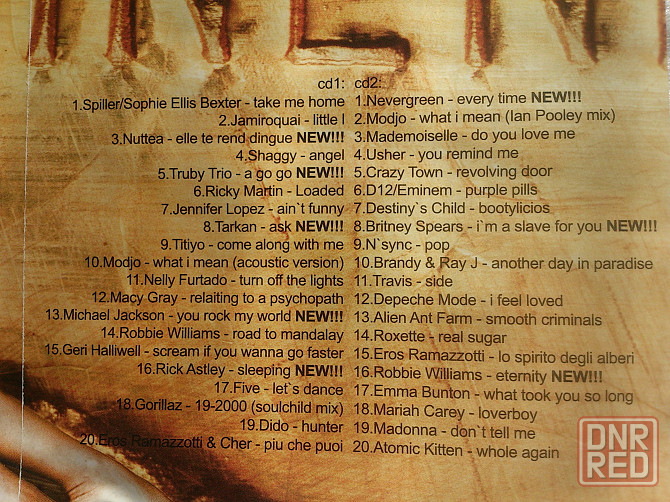 cd1:
1.Spiller/Sophie Ellis Bexter - take me home
2.Jamiroquai - little l
3.Nuttea - elle te rend dingue NEW!!!
4.Shaggy - angel
5.Truby Trio - a go go NEW!!!
6.Ricky Martin - Loaded
7.Jennifer Lopez - ain`t funny
8.Tarkan - ask NEW!!!
9.Titiyo - come along with me
10.Modjo - what i mean (acoustic version)
11.Nelly Furtado - turn off the lights
12.Macy Gray - relaiting to a psychopath
13.Michael Jackson - you rock my world NEW!!!
14.Robbie Williams - road to mandalay
15.Geri Halliwell - scream if you wanna go faster
16.Rick Astley - sleeping NEW!!!
17.Five - let`s dance
18.Gorillaz - 19-2000 (soulchild mix)
19.Dido - hunter
20.Eros Ramazzotti & Cher - piu che puoi
cd2:
1.Nevergreen - every time NEW!!!
2.Modjo - what i mean (Ian Pooley mix)
3.Mademoiselle - do you love me
4.Usher - you remind me
5.Crazy Town - revolving door
6.D12/Eminem - purple pills
7.Destiny`s Child - bootylicios
8.Britney Spears - i`m a slave for you NEW!!!
9.N`sync - pop
10.Brandy & Ray J - another day in paradise
11.Travis - side
12.Depeche Mode - i feel loved
13.Alien Ant Farm - smooth criminals
14.Roxette - real sugar
15.Eros Ramazzotti - lo spirito degli alberi
16.Robbie Williams - eternity NEW!!!
17.Emma Bunton - what took you so long
18.Mariah Carey - loverboy
19.Madonna - don`t tell me
20.Atomic Kitten - whole again
DNR
RED